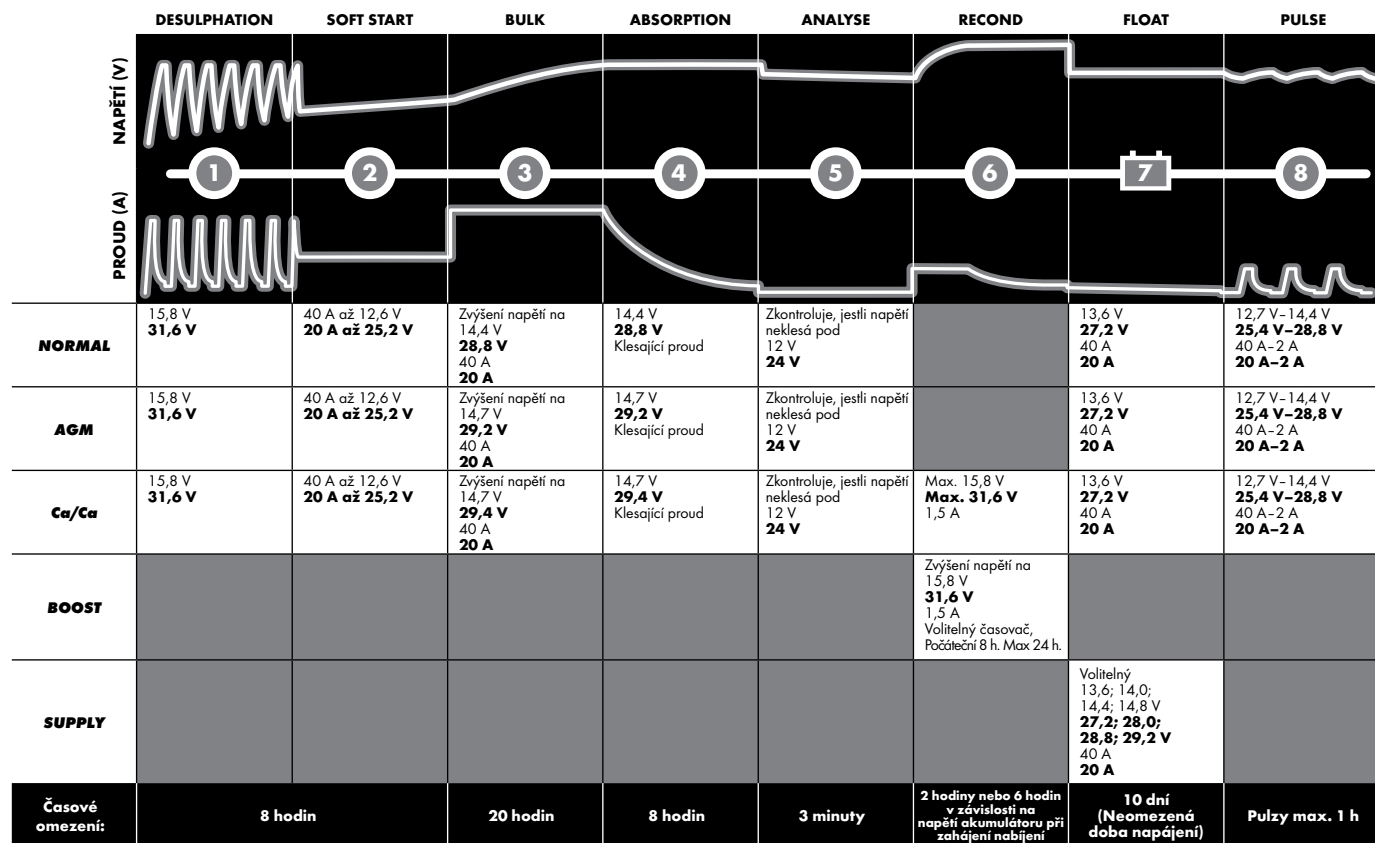 DESULPHATION SOFT START BULK ABSORPTION ANALYSE RECOND FLOAT PULSE
NAPĚTÍ (V)
1 2 3 4 5 6 7 8
PROUD (A)
NORMAL
15,8 V
31,6 V
40 A až 12,6 V
20 A až 25,2 V
Zvýšení napětí na
14,4 V
28,8 V
40 A
20 A
14,4 V
28,8 V
Klesající proud
Zkontroluje, jestli napětí
neklesá pod
12 V
24 V
13,6 V
27,2 V
40 A
20 A
12,7 V–14,4 V
25,4 V–28,8 V
40 A–2 A
20 A–2 A
AGM
15,8 V
31,6 V
40 A až 12,6 V
20 A až 25,2 V
Zvýšení napětí na
14,7 V
29,2 V
40 A
20 A
14,7 V
29,2 V
Klesající proud
Zkontroluje, jestli napětí
neklesá pod
12 V
24 V
13,6 V
27,2 V
40 A
20 A
12,7 V–14,4 V
25,4 V–28,8 V
40 A–2 A
20 A–2 A
Ca/Ca
15,8 V
31,6 V
40 A až 12,6 V
20 A až 25,2 V
Zvýšení napětí na
14,7 V
29,4 V
40 A
20 A
14,7 V
29,4 V
Klesající proud
Zkontroluje, jestli napětí
neklesá pod
12 V
24 V
Max. 15,8 V
Max. 31,6 V
1,5 A
13,6 V
27,2 V
40 A
20 A
12,7 V–14,4 V
25,4 V–28,8 V
40 A–2 A
20 A–2 A
BOOST
Zvýšení napětí na
15,8 V
31,6 V
1,5 A
Volitelný časovač,
Počáteční 8 h. Max 24 h.
SUPPLY
Volitelný
13,6; 14,0;
14,4; 14,8 V
27,2; 28,0;
28,8; 29,2 V
40 A
20 A
Časové
omezení:
8 hodin
20 hodin
8 hodin
3 minuty
2 hodiny nebo 6 hodin
v závislosti na
napětí akumulátoru při
zahájení nabíjení
10 dní
(Neomezená
doba napájení)
Pulzy max. 1 h